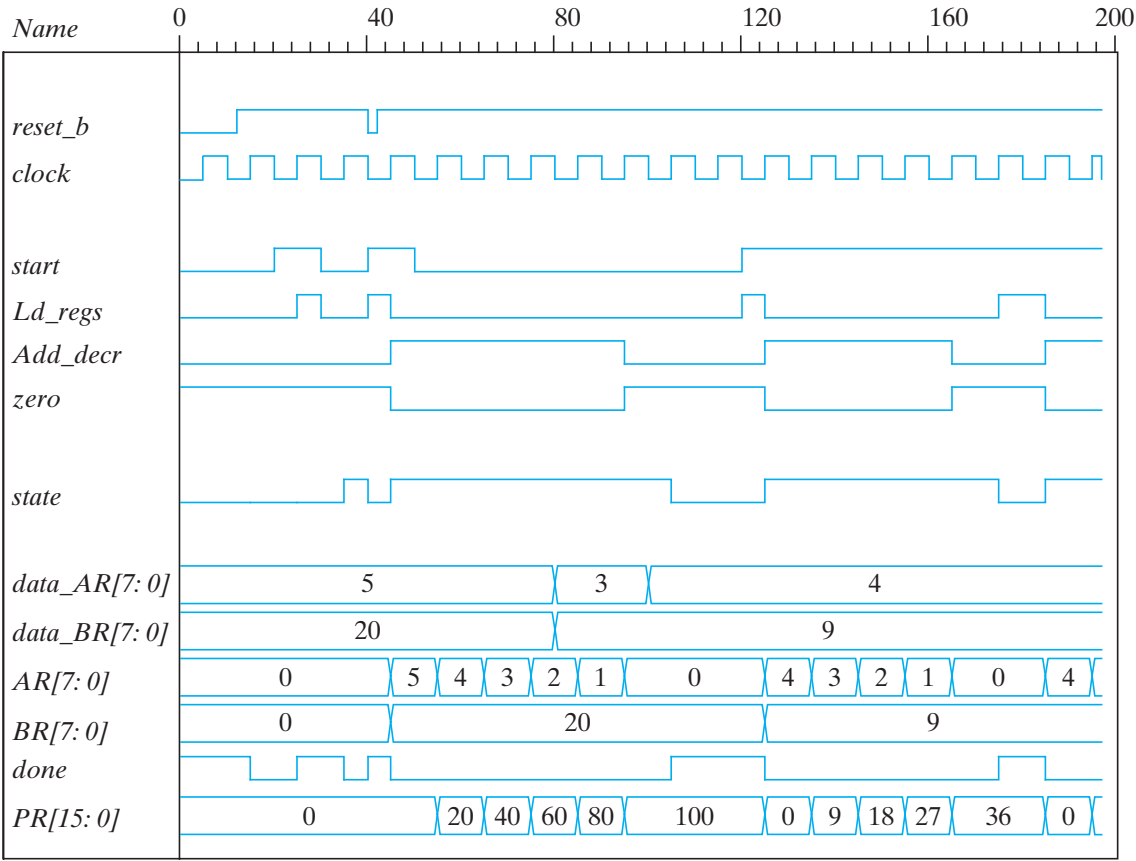 Name 0 40 80 120 160 200
reset_b
clock
start
Ld_regs
Add_decr
zero
state
data_AR[7: 0] 5 3 4
data_BR[7: 0] 20 9
AR[7: 0] 0 5 4 3 2 1 0 4 3 2 1 0 4
BR[7: 0] 0 20 9
done
PR[15: 0] 0 20 40 60 80 100 0 9 18 27 36 0